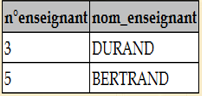 n°enseignant nom_enseignant
3 DURAND
5 BERTRAND